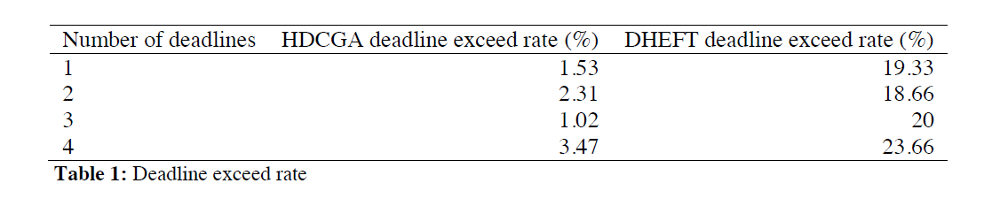 Number of deadlines HDCGA deadline exceed rate (%) DHEFT deadline exceed rate (%)
1 1.53 19.33
2 2.31 18.66
3 1.02 20
4 3.47 23.66
Table 1: Deadline exceed rate